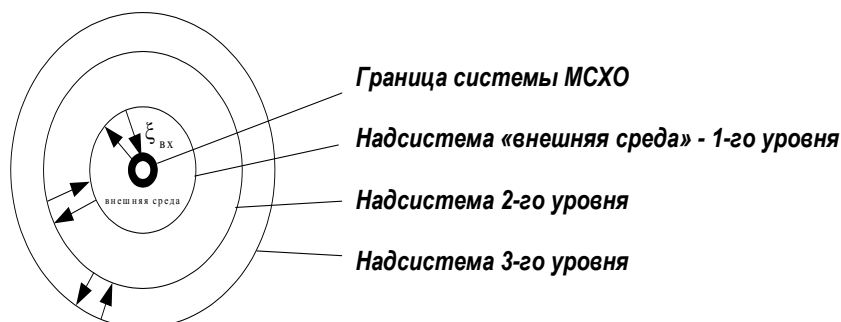 Граница системы МСХО
ξ вх
Надсистема «внешняя среда» - 1-го уровня
внешняя среда
Надсистема 2-го уровня
Надсистема 3-го уровня